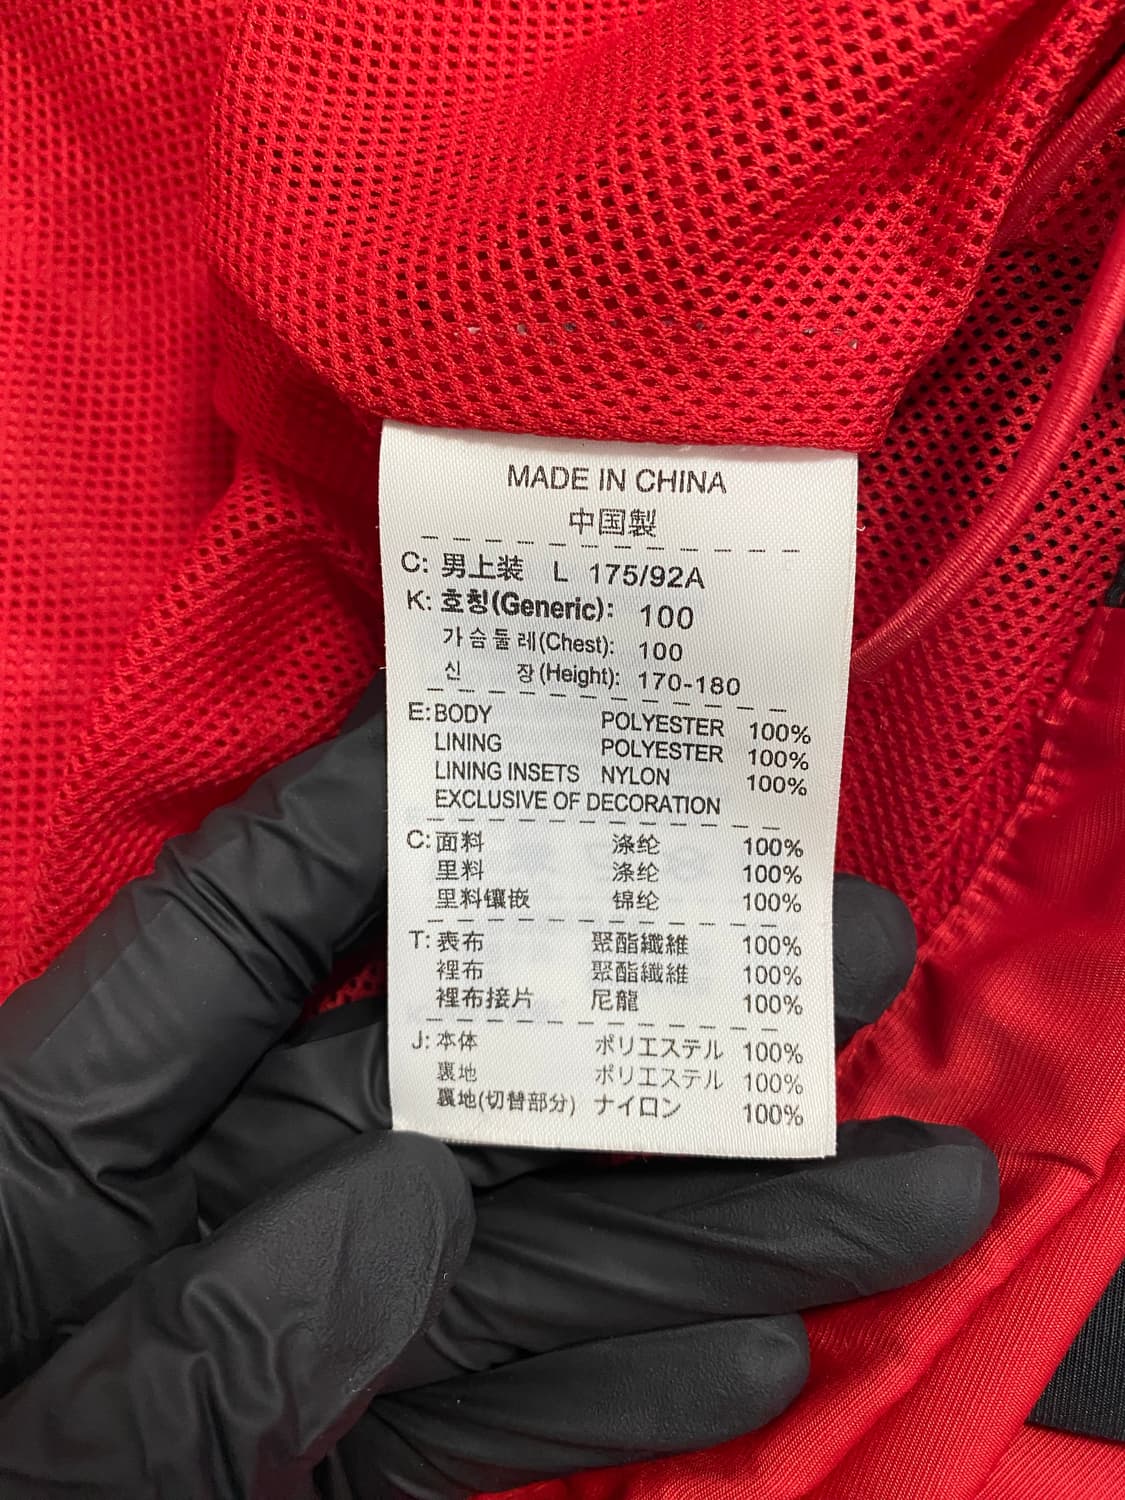 MADE IN CHINA
中国製
C: 男上装 L 175/92A
K: 호칭(Generic): 100
가슴둘레(Chest): 100
신 장(Height): 170-180
E: BODY POLYESTER 100%
LINING POLYESTER 100%
LINING INSETS NYLON 100%
EXCLUSIVE OF DECORATION
C: 面料 涤纶 100%
里料 涤纶 100%
里料镶嵌 锦纶 100%
T: 表布 聚酯纖維 100%
裡布 聚酯纖維 100%
裡布接片 尼龍 100%
J: 本体 ポリエステル 100%
裏地 ポリエステル 100%
裏地(切替部分) ナイロン 100%